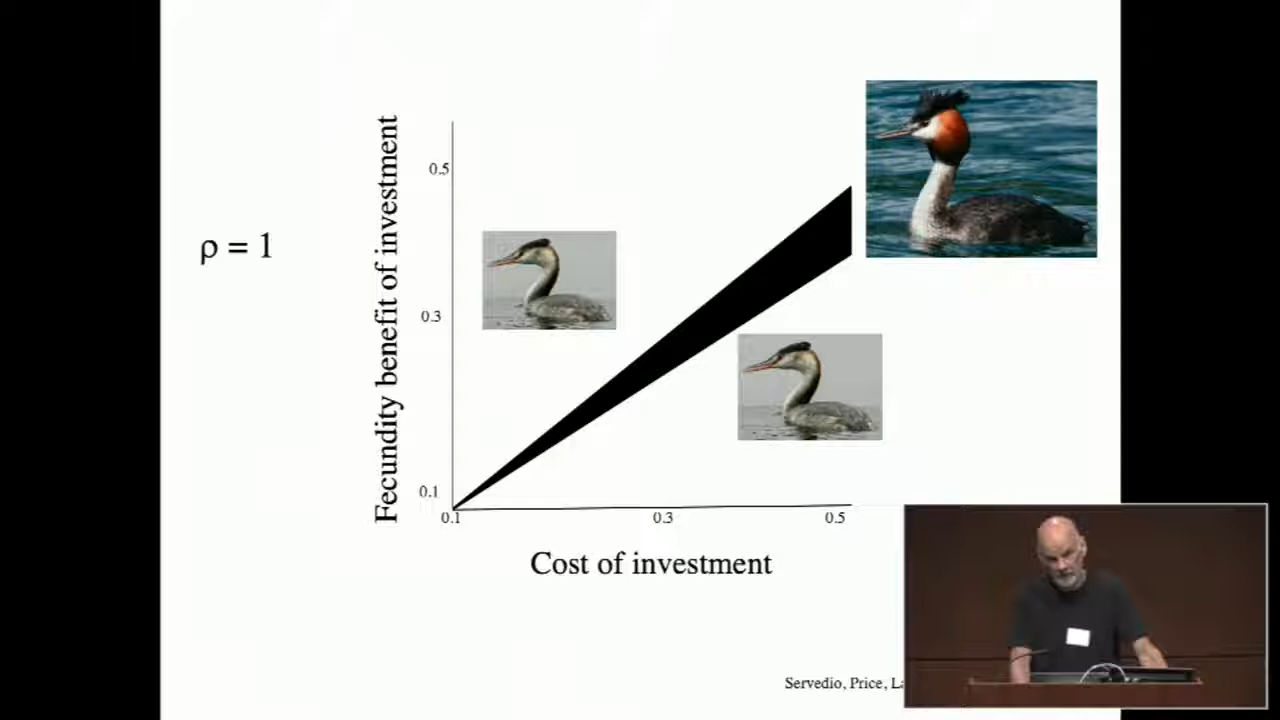 Fecundity benefit of investment
0.5
ρ = 1
0.3
0.1
0.1 0.3 0.5
Cost of investment
Servedio, Price,